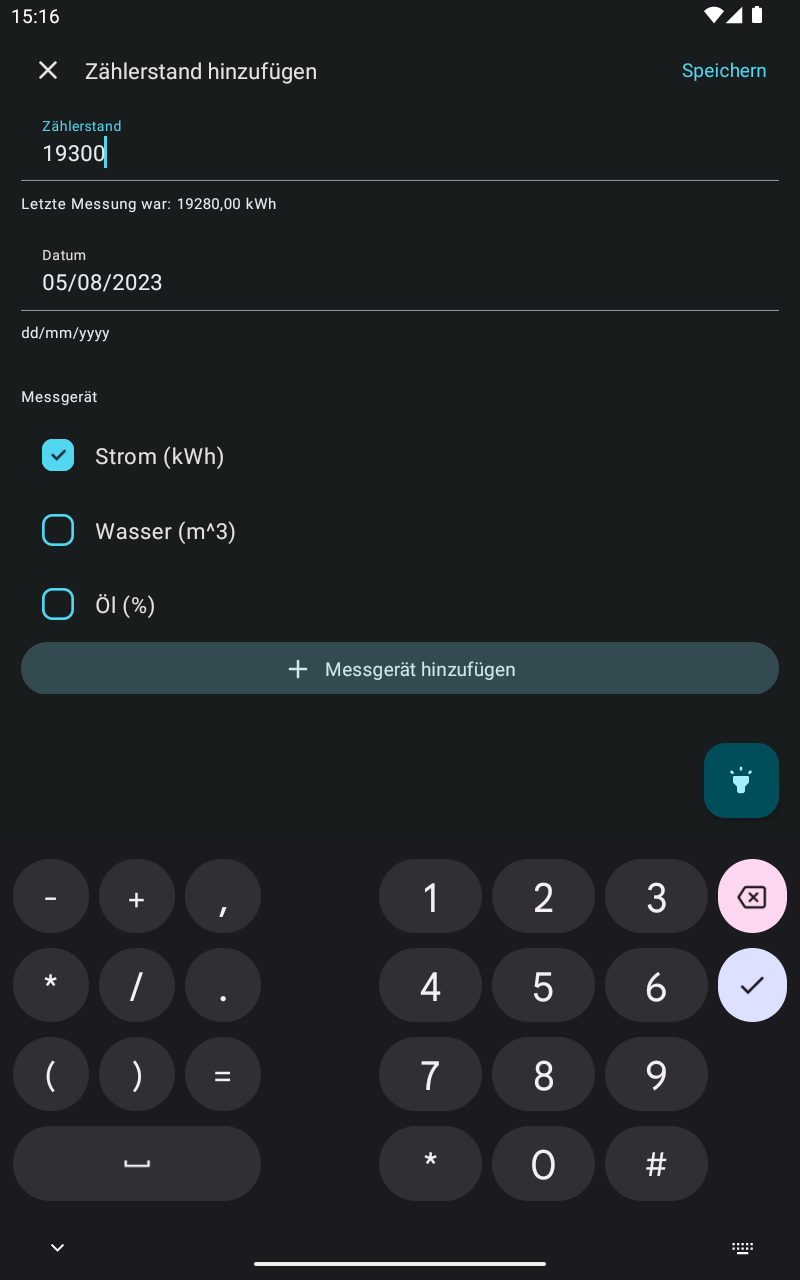 15:16
Zählerstand hinzufügen
Speichern
Zählerstand
19300
Letzte Messung war: 19280,00 kWh
Datum
05/08/2023
dd/mm/yyyy
Messgerät
Strom (kWh)
Wasser (m^3)
Öl (%)
Messgerät hinzufügen
- + , 1 2 3
* / . 4 5 6
( ) = 7 8 9
* 0 #